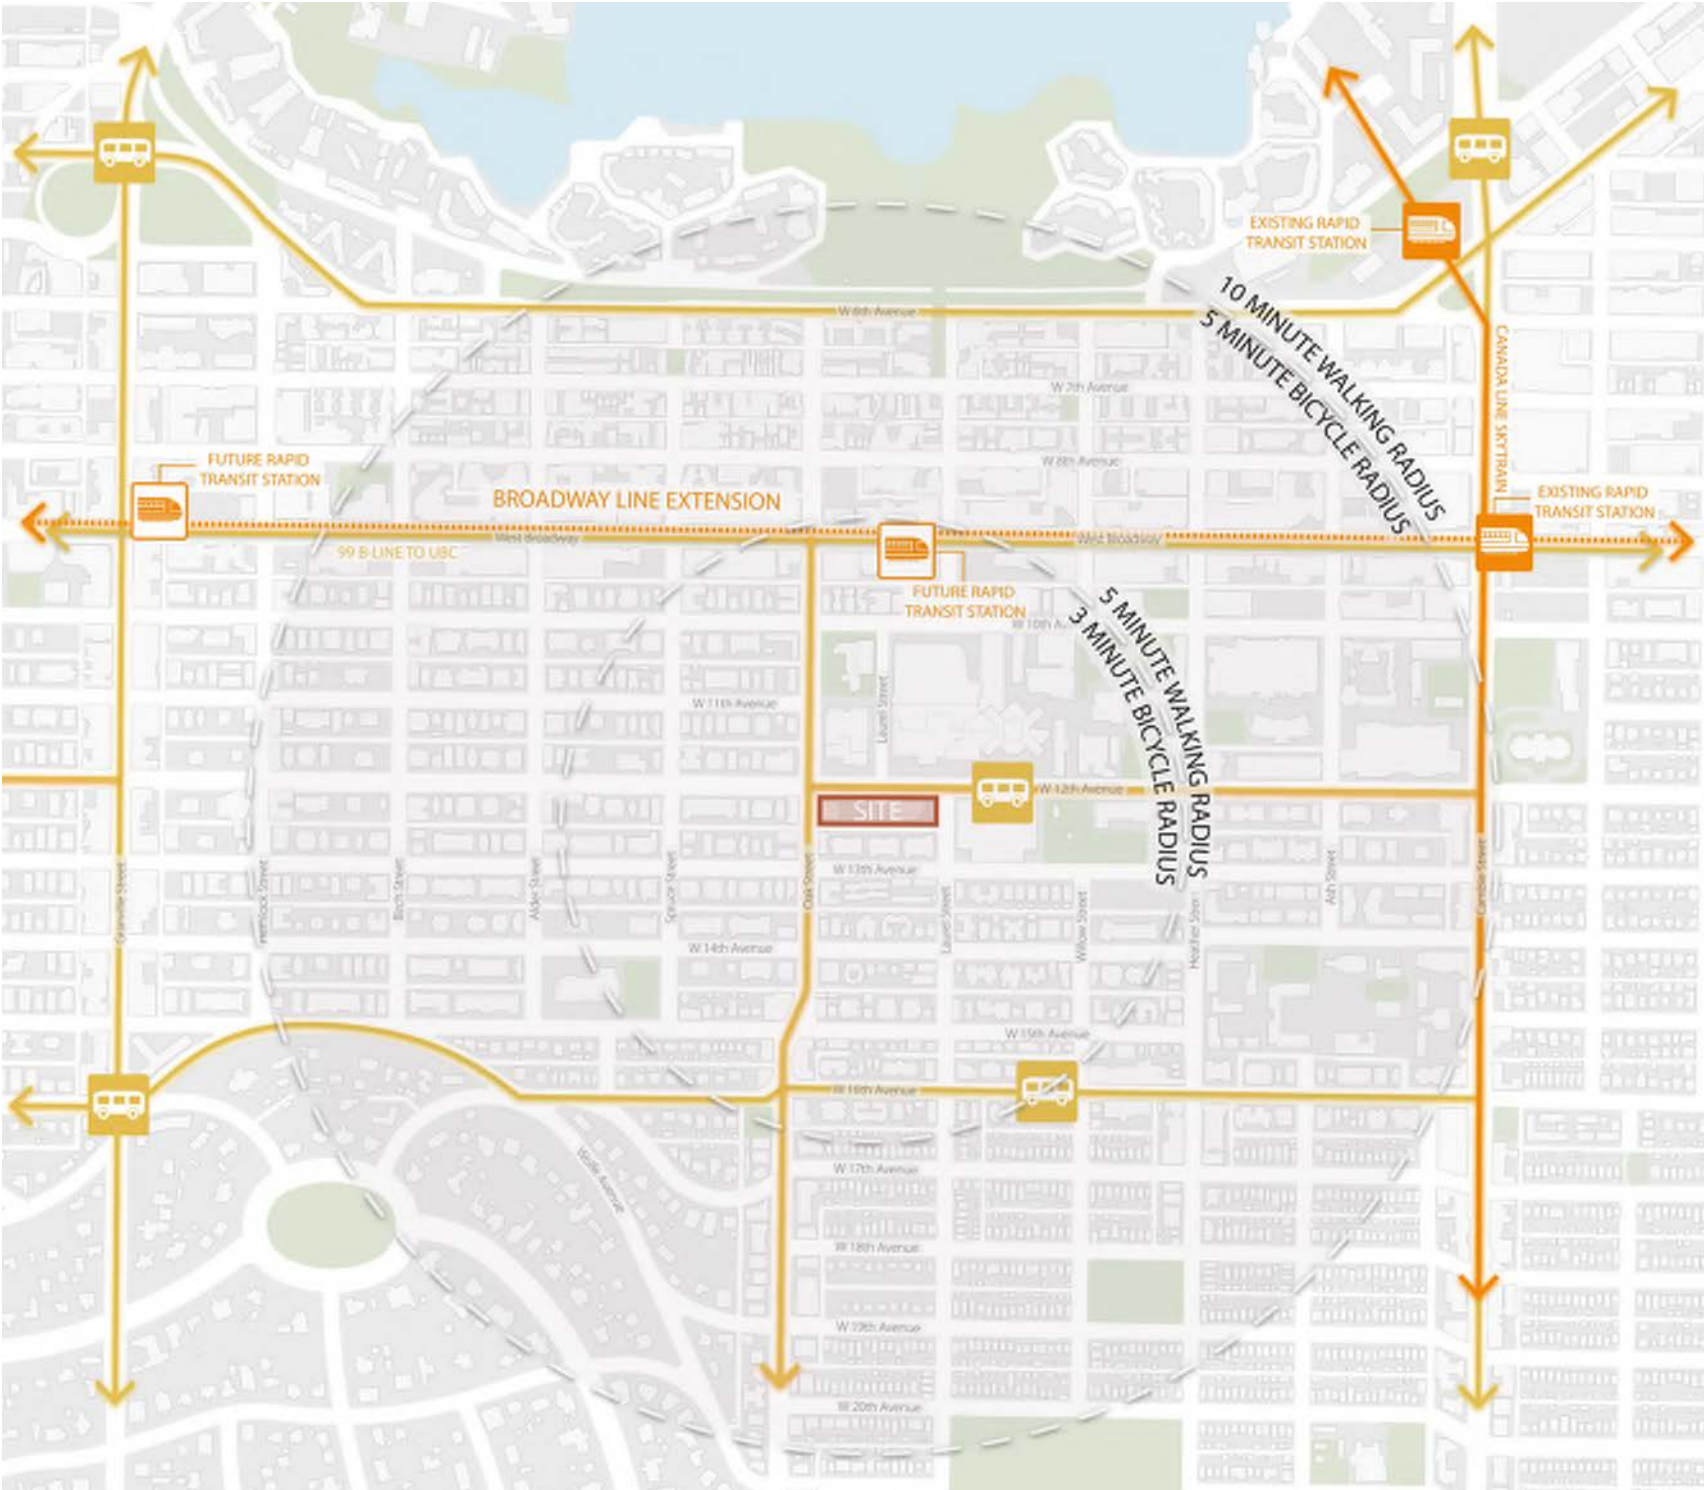 EXISTING RAPID
TRANSIT STATION
10 MINUTE WALKING RADIUS
5 MINUTE BICYCLE RADIUS
W 6th Avenue
CANADA LINE SKYTRAIN
W 7th Avenue
W 8th Avenue
FUTURE RAPID
TRANSIT STATION
BROADWAY LINE EXTENSION
EXISTING RAPID
TRANSIT STATION
West Broadway
West Broadway
99 B-LINE TO UBC
FUTURE RAPID
TRANSIT STATION
W 10th
5 MINUTE WALKING RADIUS
3 MINUTE BICYCLE RADIUS
Laurel Street
W 11th Avenue
W 12th Avenue
SITE
W 13th Avenue
Granville Street
Hemlock Street
Birch Street
Alder Street
Spruce Street
Oak Street
Laurel Street
Willow Street
Heather Street
Ash Street
Cambie Street
W 14th Avenue
W 15th Avenue
W 16th Avenue
Wolfe Avenue
W 17th Avenue
W 18th Avenue
W 19th Avenue
W 20th Avenue